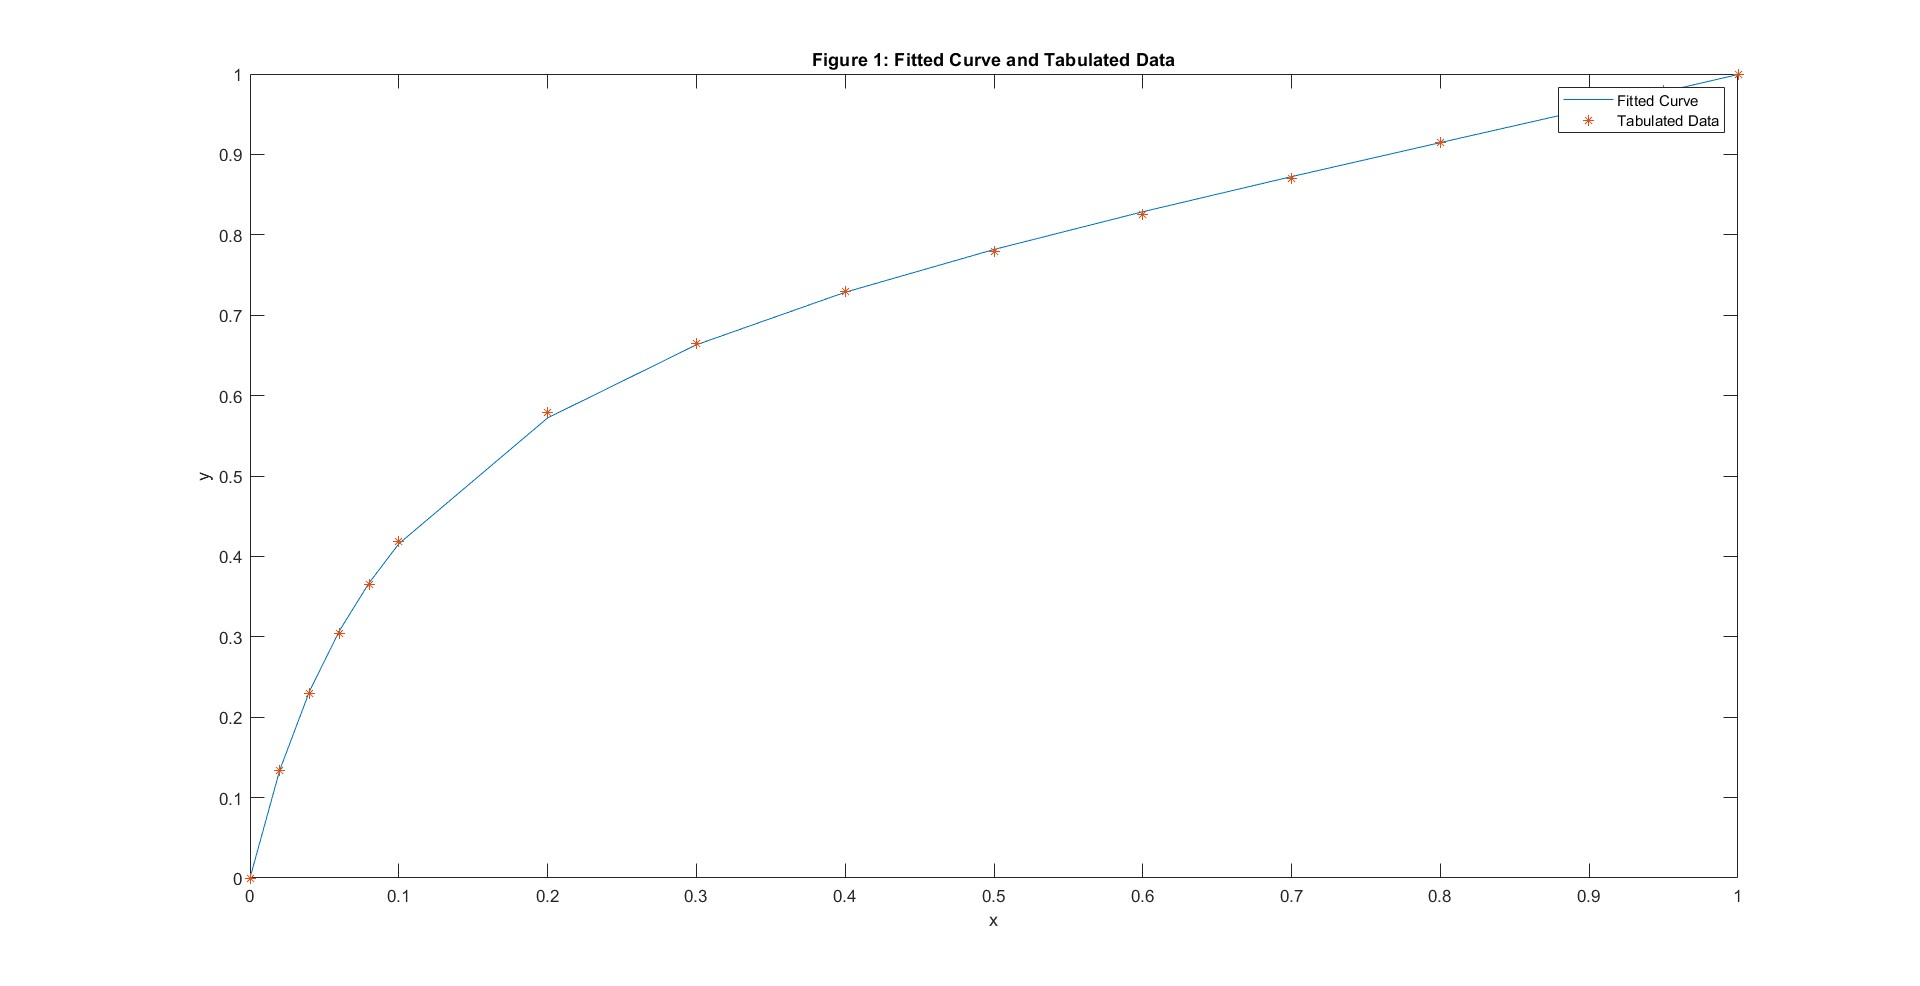 Figure 1: Fitted Curve and Tabulated Data
Fitted Curve
Tabulated Data
1
0.9
0.8
0.7
0.6
0.5
0.4
0.3
0.2
0.1
0
y
0 0.1 0.2 0.3 0.4 0.5 0.6 0.7 0.8 0.9 1
x